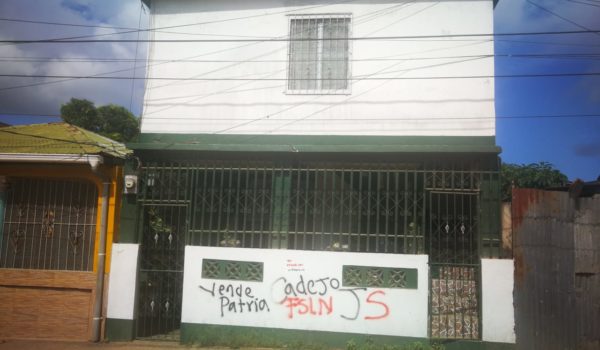 Vende Cadejo JS
Patria FSLN